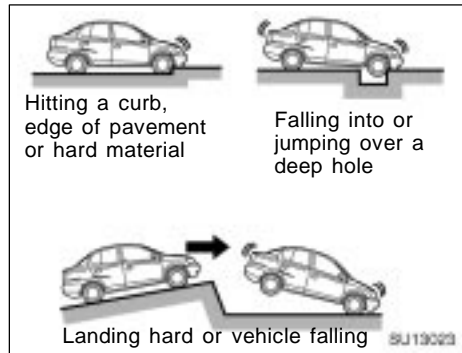 Hitting a curb,
edge of pavement
or hard material
Falling into or
jumping over a
deep hole
Landing hard or vehicle falling
SU13023